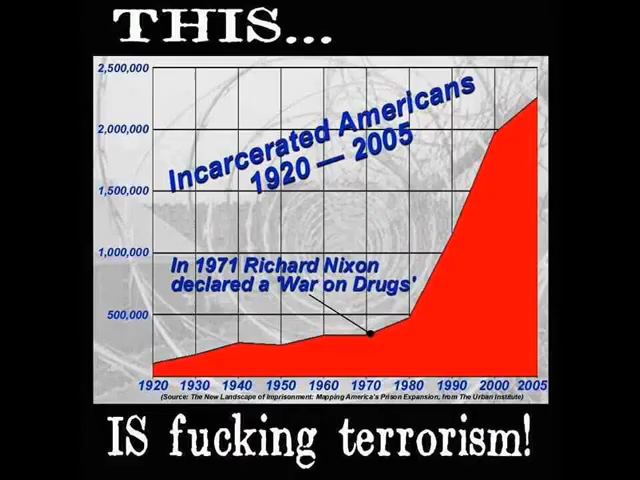 THIS...
2,500,000
2,000,000
1,500,000
1,000,000
500,000
Incarcerated Americans
1920 — 2005
In 1971 Richard Nixon
declared a 'War on Drugs'
1920 1930 1940 1950 1960 1970 1980 1990 2000 2005
(Source: The New Landscape of Imprisonment: Mapping America's Prison Expansion, from The Urban Institute)
IS fucking terrorism!